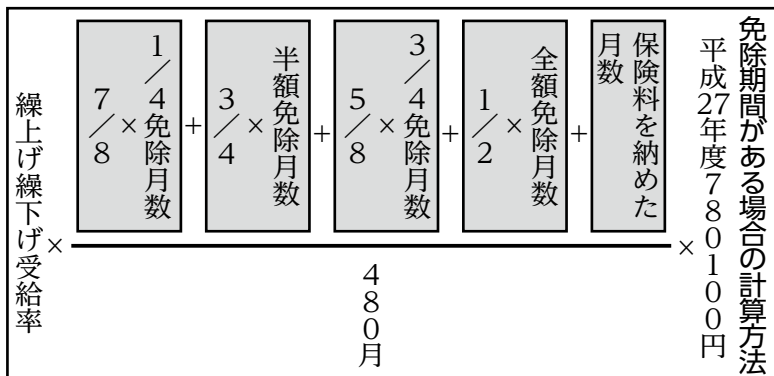 免除期間がある場合の計算方法
平成27年度780100円
×
保険料を納めた
月数
+
全額免除月数
×
1/2
+
3/4免除月数
×
5/8
+
半額免除月数
×
3/4
+
1/4免除月数
×
7/8
480月
×
繰上げ繰下げ受給率